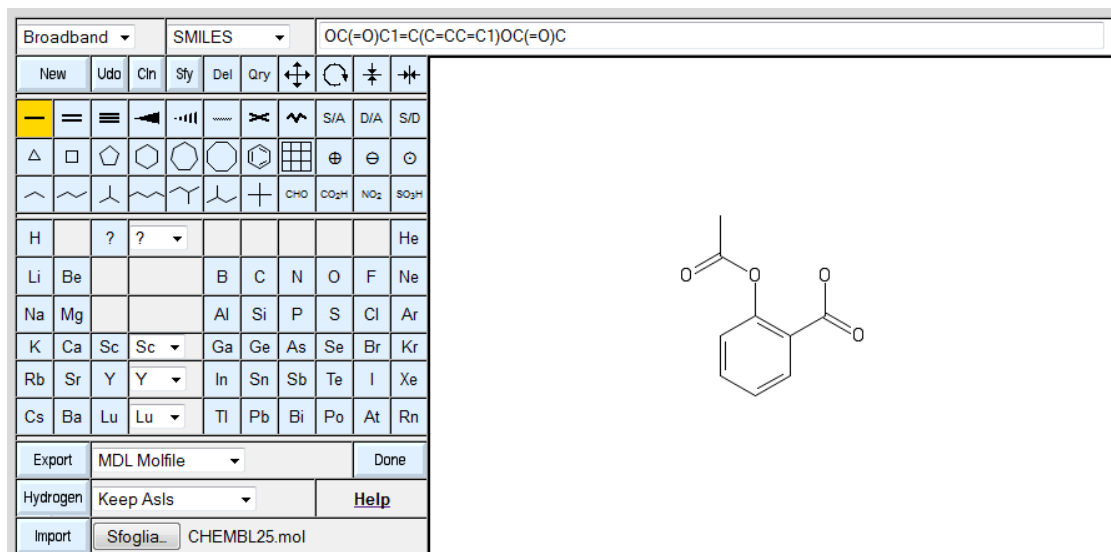 Broadband SMILES OC(=O)C1=C(C=CC=C1)OC(=O)C
New Udo Cln Sfy Del Qry
S/A D/A S/D
CHO CO2H NO2 SO3H
H ? ? He
Li Be B C N O F Ne
Na Mg Al Si P S Cl Ar
K Ca Sc Sc Ga Ge As Se Br Kr
Rb Sr Y Y In Sn Sb Te I Xe
Cs Ba Lu Lu Tl Pb Bi Po At Rn
Export MDL Molfile Done
Hydrogen Keep AsIs Help
Import Sfoglia... CHEMBL25.mol
O O O
O